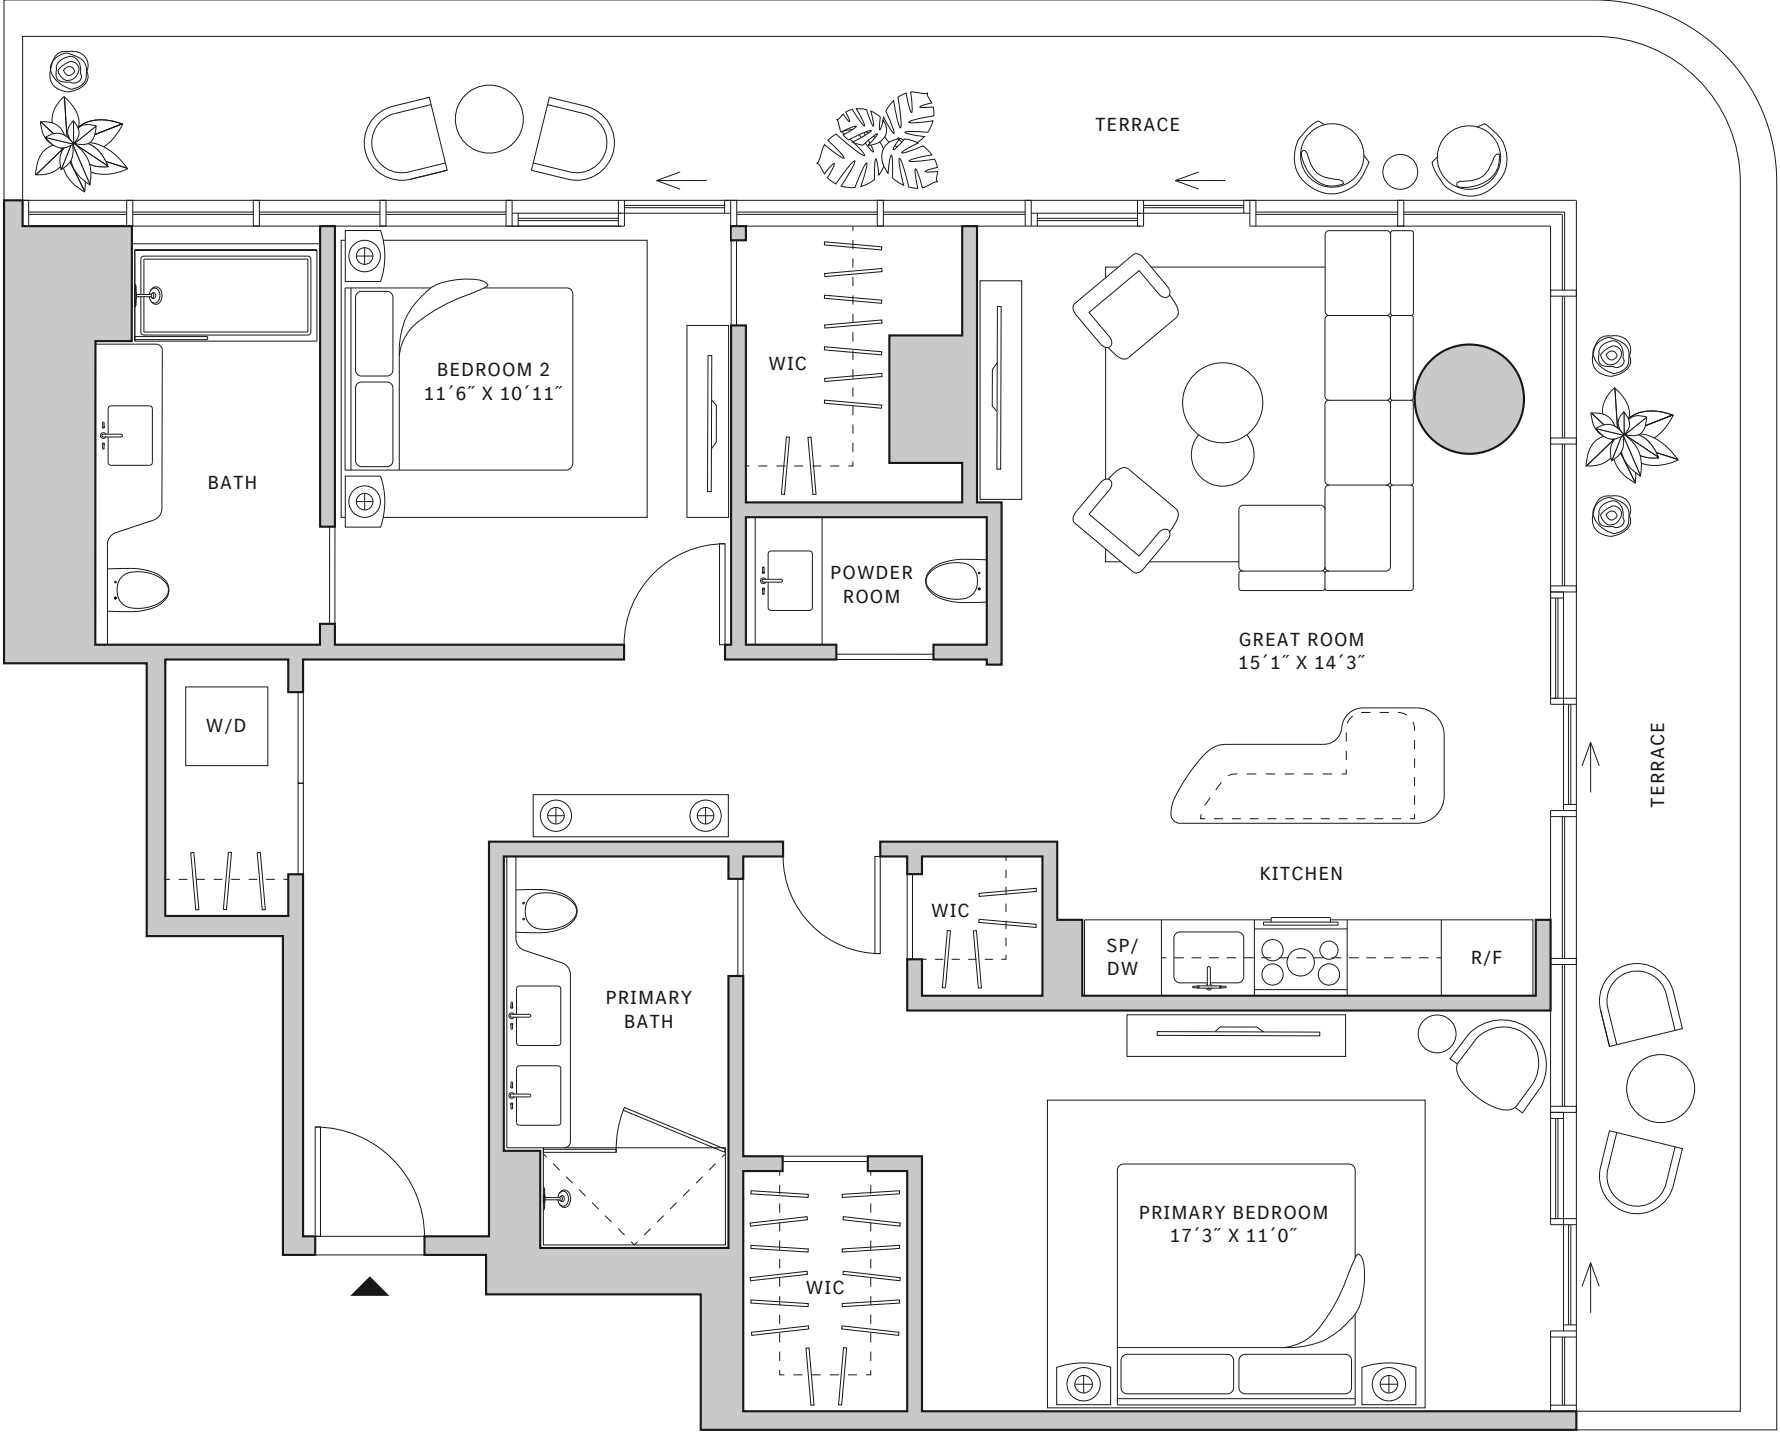 TERRACE
BEDROOM 2
11´6˝ X 10´11˝
WIC
BATH
POWDER
ROOM
GREAT ROOM
15´1˝ X 14´3˝
W/D
TERRACE
KITCHEN
WIC
SP/
DW
R/F
PRIMARY
BATH
PRIMARY BEDROOM
17´3˝ X 11´0˝
WIC